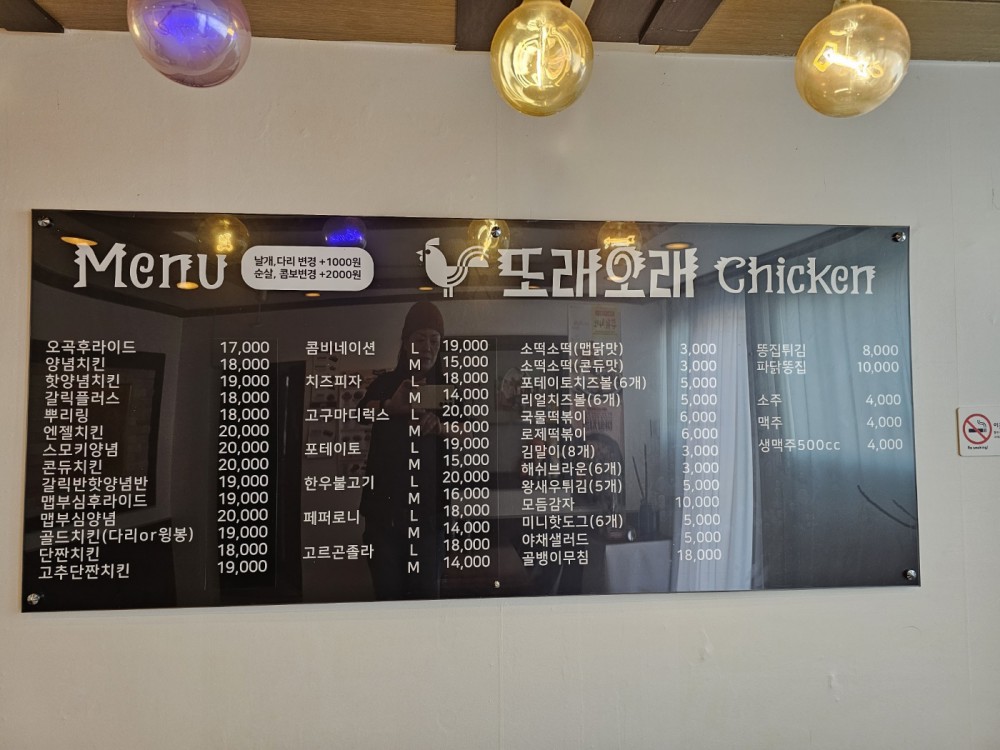 Menu
날개,다리 변경 +1000원
순살, 콤보변경 +2000원
또래오래 Chicken
오곡후라이드 17,000
양념치킨 18,000
핫양념치킨 19,000
갈릭플러스 18,000
뿌리링 18,000
엔젤치킨 20,000
스모키양념 20,000
콘듀치킨 20,000
갈릭반핫양념반 19,000
맵부심후라이드 19,000
맵부심양념 20,000
골드치킨(다리or윙봉) 19,000
단짠치킨 18,000
고추단짠치킨 19,000
콤비네이션 L 19,000
M 15,000
치즈피자 L 18,000
M 14,000
고구마디럭스 L 20,000
M 16,000
포테이토 L 19,000
M 15,000
한우불고기 L 20,000
M 16,000
페퍼로니 L 18,000
M 14,000
고르곤졸라 L 18,000
M 14,000
소떡소떡(맵닭맛) 3,000
소떡소떡(콘듀맛) 3,000
포테이토치즈볼(6개) 5,000
리얼치즈볼(6개) 5,000
국물떡볶이 6,000
로제떡볶이 6,000
김말이(8개) 3,000
해쉬브라운(6개) 3,000
왕새우튀김(5개) 5,000
모듬감자 10,000
미니핫도그(6개) 5,000
야채샐러드 5,000
골뱅이무침 18,000
똥집튀김 8,000
파닭똥집 10,000
소주 4,000
맥주 4,000
생맥주500cc 4,000